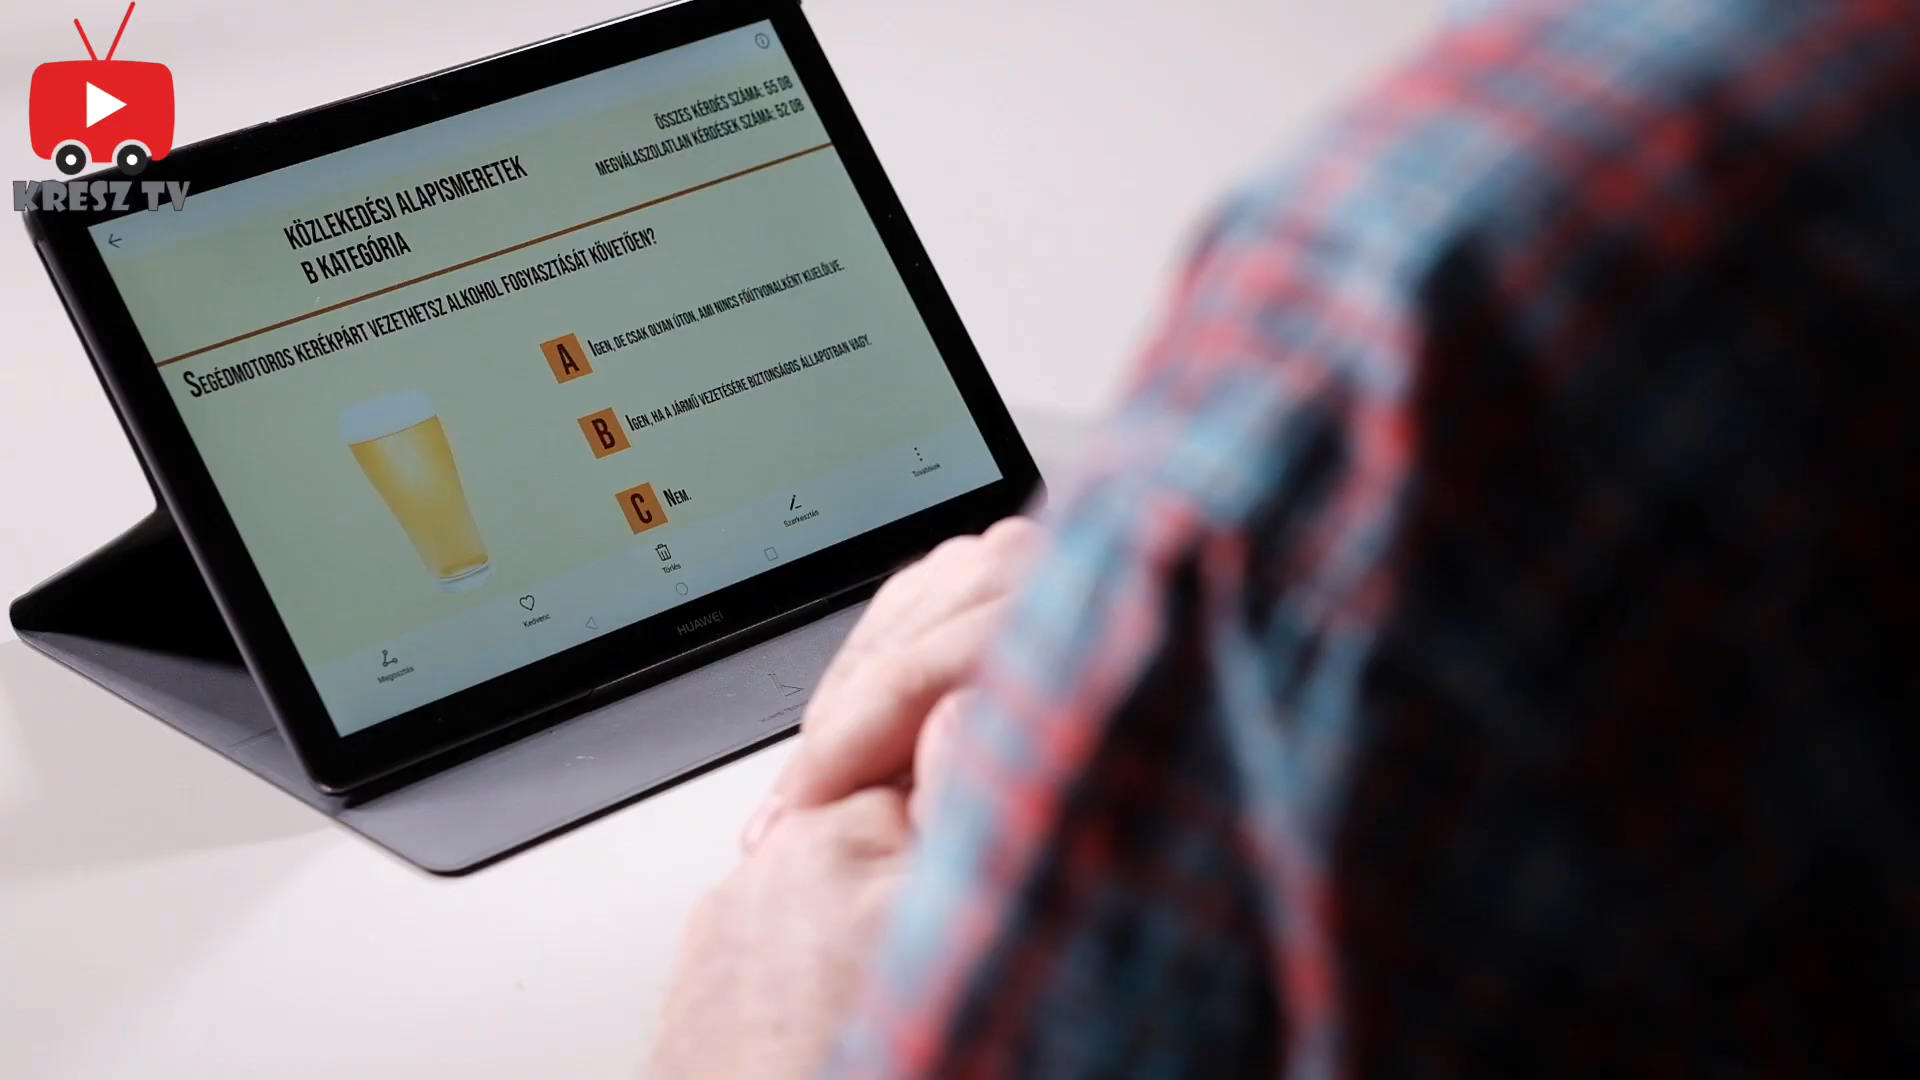 KRESZ TV
ÖSSZES KÉRDÉS SZÁMA: 55 DB
MEGVÁLASZOLATLAN KÉRDÉSEK SZÁMA: 52 DB
KÖZLEKEDÉSI ALAPISMERETEK
B KATEGÓRIA
SEGÉDMOTOROS KERÉKPÁRT VEZETHETSZ ALKOHOL FOGYASZTÁSÁT KÖVETŐEN?
A IGEN, DE CSAK OLYAN ÚTON, AMI NINCS FŐÚTVONALKÉNT KIJELÖLVE.
B IGEN, HA A JÁRMŰ VEZETÉSÉRE BIZTONSÁGOS ÁLLAPOTBAN VAGY.
C NEM.
Megosztás
Kedvenc
Törlés
Szerkesztés
Továbbiak
HUAWEI